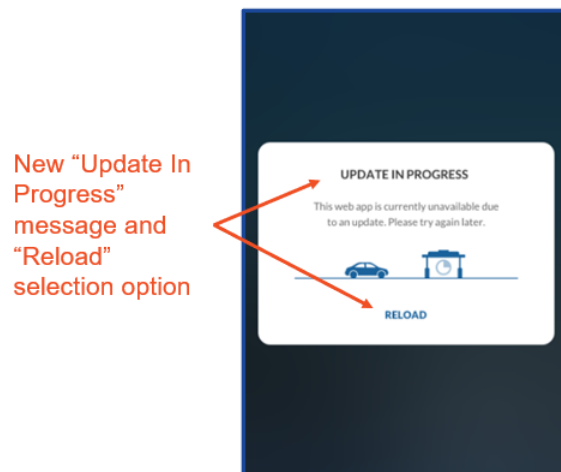 New “Update In
Progress”
message and
“Reload”
selection option
UPDATE IN PROGRESS
This web app is currently unavailable due
to an update. Please try again later.
RELOAD